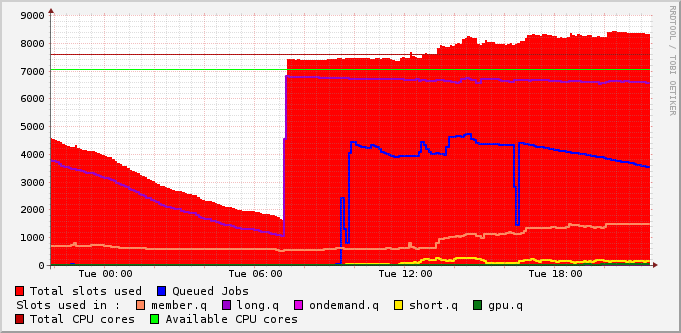 9000
8000
7000
6000
5000
4000
3000
2000
1000
0
Tue 00:00 Tue 06:00 Tue 12:00 Tue 18:00
Total slots used Queued Jobs
Slots used in : member.q long.q ondemand.q short.q gpu.q
Total CPU cores Available CPU cores
RRDTOOL / TOBI OETIKER